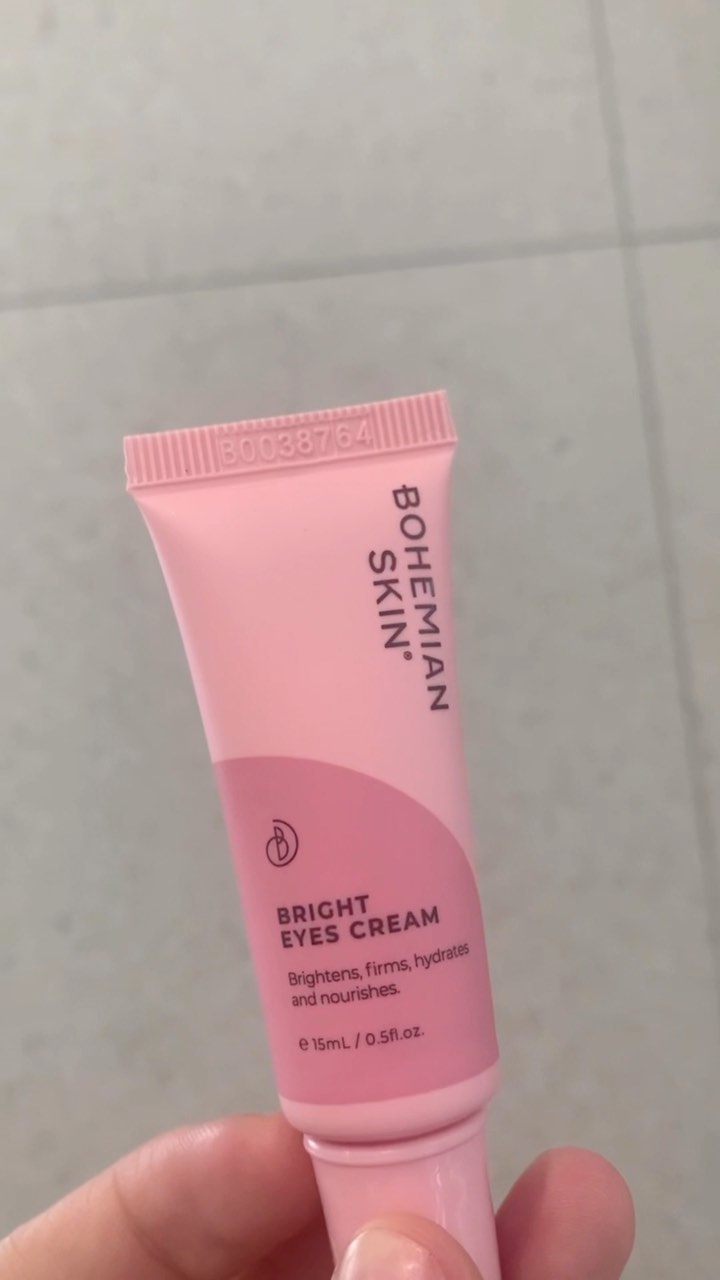 B0038764
BOHEMIAN
SKIN®
BRIGHT
EYES CREAM
Brightens, firms, hydrates
and nourishes.
e 15mL / 0.5fl.oz.